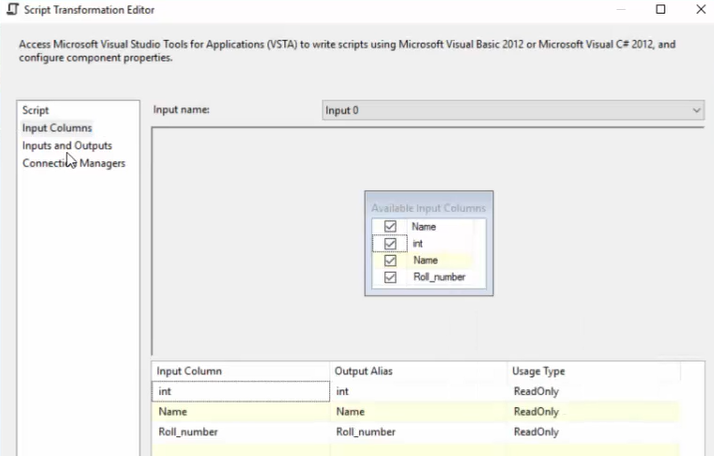 Script Transformation Editor
Access Microsoft Visual Studio Tools for Applications (VSTA) to write scripts using Microsoft Visual Basic 2012 or Microsoft Visual C# 2012, and
configure component properties.
Script
Input Columns
Inputs and Outputs
Connection Managers
Input name:
Input 0
Available Input Columns
Name
int
Name
Roll_number
Input Column Output Alias Usage Type
int int ReadOnly
Name Name ReadOnly
Roll_number Roll_number ReadOnly